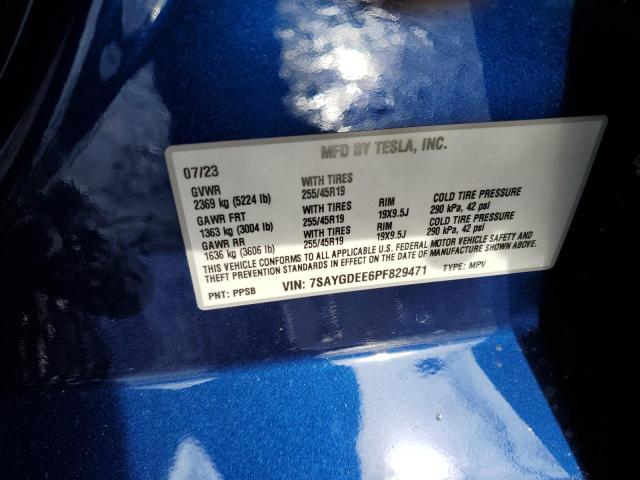 MFD BY TESLA, INC.
07/23
GVWR WITH TIRES
2369 kg (5224 lb) 255/45R19
GAWR FRT WITH TIRES RIM COLD TIRE PRESSURE
1363 kg (3004 lb) 255/45R19 19X9.5J 290 kPa, 42 psi
GAWR RR WITH TIRES RIM COLD TIRE PRESSURE
1636 kg (3606 lb) 255/45R19 19X9.5J 290 kPa, 42 psi
THIS VEHICLE CONFORMS TO ALL APPLICABLE U.S. FEDERAL MOTOR VEHICLE SAFETY AND
THEFT PREVENTION STANDARDS IN EFFECT ON THE DATE OF MANUFACTURE SHOWN ABOVE.
PNT: PPSB VIN: 7SAYGDEE6PF829471 TYPE: MPV